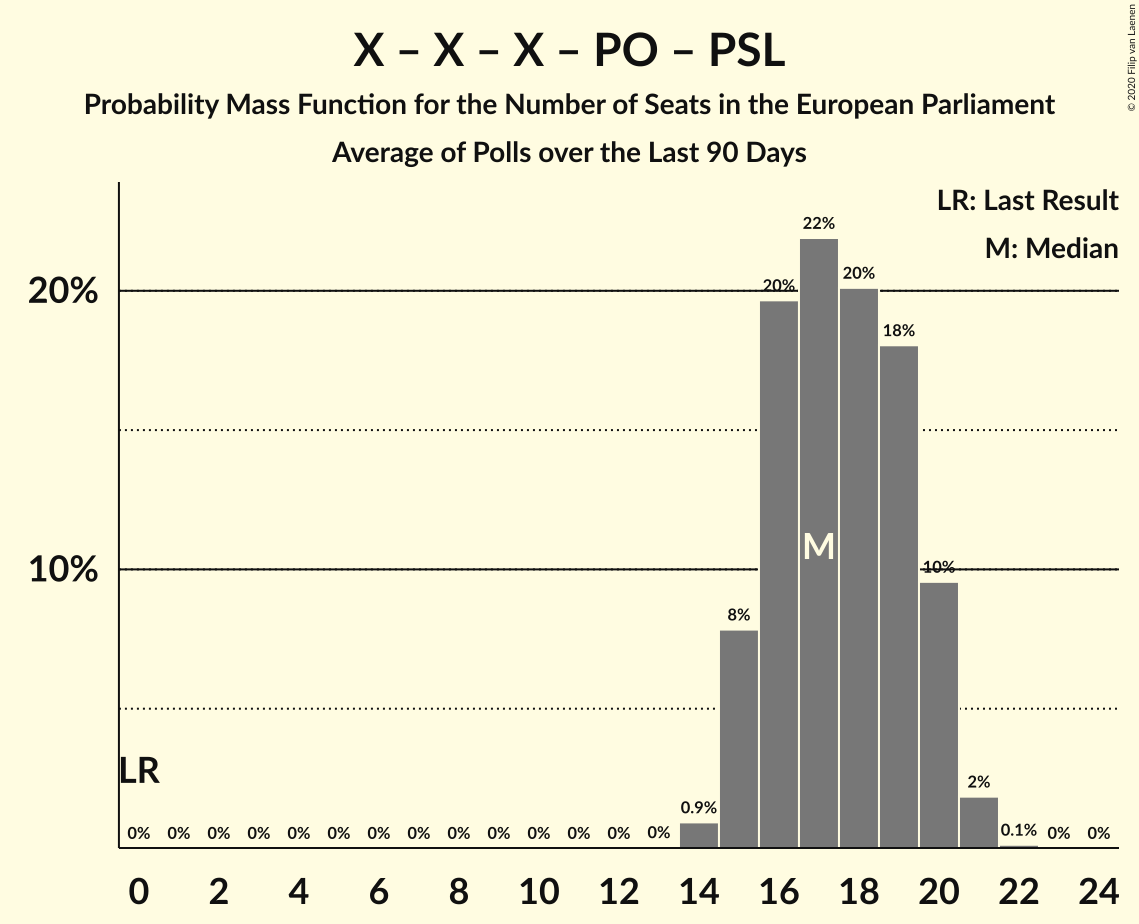 X – X – X – PO – PSL
Probability Mass Function for the Number of Seats in the European Parliament
Average of Polls over the Last 90 Days
© 2020 Filip van Laenen
LR: Last Result
M: Median
22%
20%
20%
20%
18%
10%
10%
M
8%
LR
0% 0% 0% 0% 0% 0% 0% 0% 0% 0% 0% 0% 0% 0% 0.9% 2% 0.1% 0% 0%
0 2 4 6 8 10 12 14 16 18 20 22 24